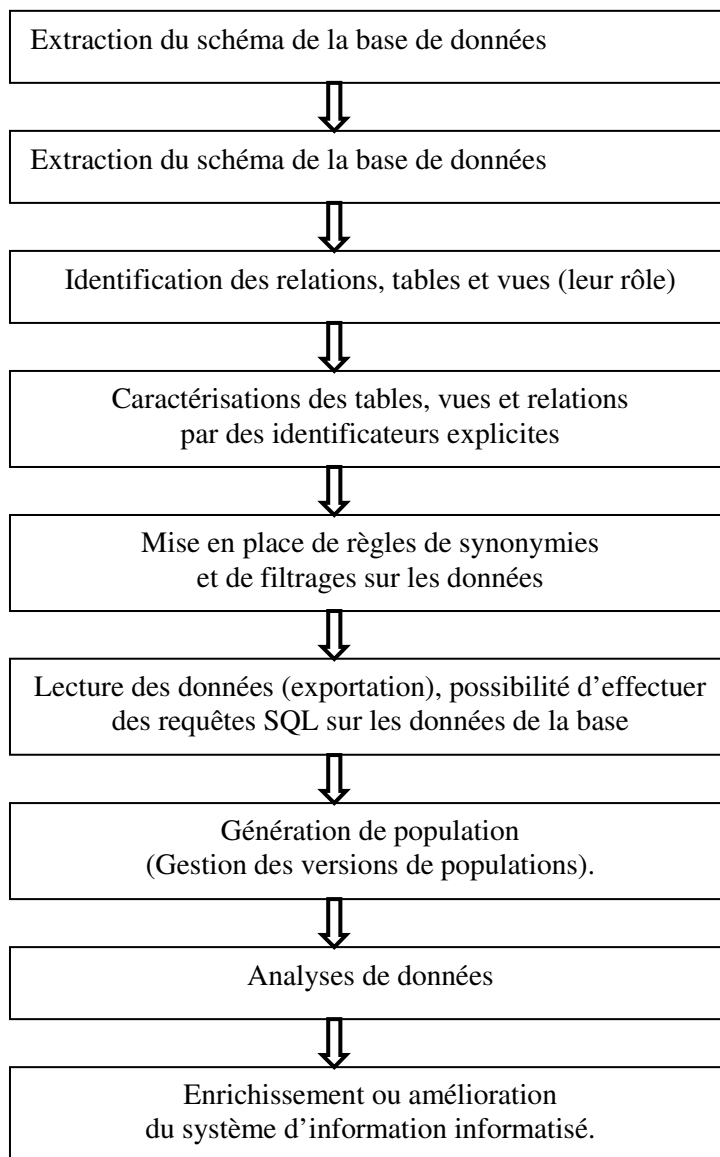 Extraction du schéma de la base de données
Extraction du schéma de la base de données
Identification des relations, tables et vues (leur rôle)
Caractérisations des tables, vues et relations
par des identificateurs explicites
Mise en place de règles de synonymies
et de filtrages sur les données
Lecture des données (exportation), possibilité d’effectuer
des requêtes SQL sur les données de la base
Génération de population
(Gestion des versions de populations).
Analyses de données
Enrichissement ou amélioration
du système d’information informatisé.